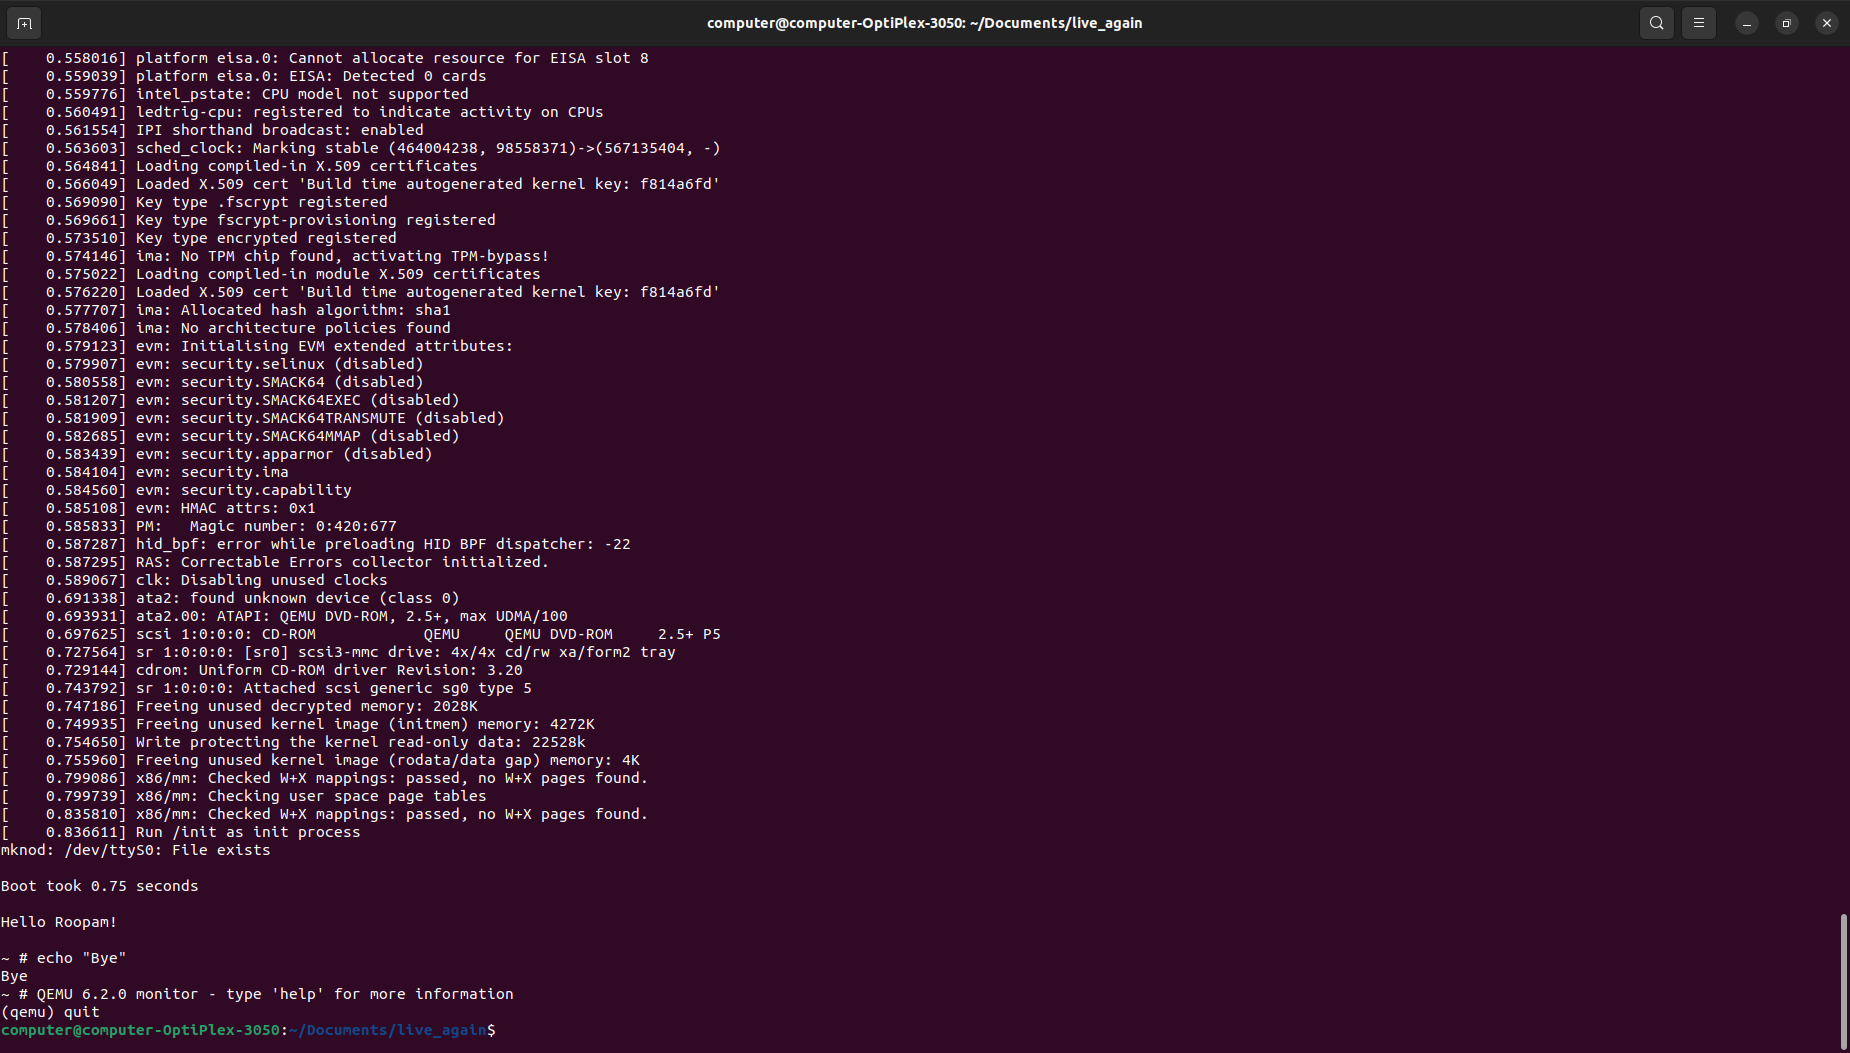 computer@computer-OptiPlex-3050: ~/Documents/live_again
[    0.558016] platform eisa.0: Cannot allocate resource for EISA slot 8
[    0.559039] platform eisa.0: EISA: Detected 0 cards
[    0.559776] intel_pstate: CPU model not supported
[    0.560491] ledtrig-cpu: registered to indicate activity on CPUs
[    0.561554] IPI shorthand broadcast: enabled
[    0.563603] sched_clock: Marking stable (464004238, 98558371)->(567135404, -)
[    0.564841] Loading compiled-in X.509 certificates
[    0.566049] Loaded X.509 cert 'Build time autogenerated kernel key: f814a6fd'
[    0.569090] Key type .fscrypt registered
[    0.569661] Key type fscrypt-provisioning registered
[    0.573510] Key type encrypted registered
[    0.574146] ima: No TPM chip found, activating TPM-bypass!
[    0.575022] Loading compiled-in module X.509 certificates
[    0.576220] Loaded X.509 cert 'Build time autogenerated kernel key: f814a6fd'
[    0.577707] ima: Allocated hash algorithm: sha1
[    0.578406] ima: No architecture policies found
[    0.579123] evm: Initialising EVM extended attributes:
[    0.579907] evm: security.selinux (disabled)
[    0.580558] evm: security.SMACK64 (disabled)
[    0.581207] evm: security.SMACK64EXEC (disabled)
[    0.581909] evm: security.SMACK64TRANSMUTE (disabled)
[    0.582685] evm: security.SMACK64MMAP (disabled)
[    0.583439] evm: security.apparmor (disabled)
[    0.584104] evm: security.ima
[    0.584560] evm: security.capability
[    0.585108] evm: HMAC attrs: 0x1
[    0.585833] PM:   Magic number: 0:420:677
[    0.587287] hid_bpf: error while preloading HID BPF dispatcher: -22
[    0.587295] RAS: Correctable Errors collector initialized.
[    0.589067] clk: Disabling unused clocks
[    0.691338] ata2: found unknown device (class 0)
[    0.693931] ata2.00: ATAPI: QEMU DVD-ROM, 2.5+, max UDMA/100
[    0.697625] scsi 1:0:0:0: CD-ROM            QEMU     QEMU DVD-ROM     2.5+ P5
[    0.727564] sr 1:0:0:0: [sr0] scsi3-mmc drive: 4x/4x cd/rw xa/form2 tray
[    0.729144] cdrom: Uniform CD-ROM driver Revision: 3.20
[    0.743792] sr 1:0:0:0: Attached scsi generic sg0 type 5
[    0.747186] Freeing unused decrypted memory: 2028K
[    0.749935] Freeing unused kernel image (initmem) memory: 4272K
[    0.754650] Write protecting the kernel read-only data: 22528k
[    0.755960] Freeing unused kernel image (rodata/data gap) memory: 4K
[    0.799086] x86/mm: Checked W+X mappings: passed, no W+X pages found.
[    0.799739] x86/mm: Checking user space page tables
[    0.835810] x86/mm: Checked W+X mappings: passed, no W+X pages found.
[    0.836611] Run /init as init process
mknod: /dev/ttyS0: File exists
Boot took 0.75 seconds
Hello Roopam!
~ # echo "Bye"
Bye
~ # QEMU 6.2.0 monitor - type 'help' for more information
(qemu) quit
computer@computer-OptiPlex-3050:~/Documents/live_again$